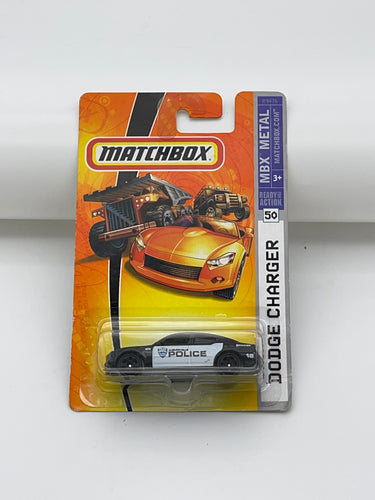 MATCHBOX
MBX METAL
MATCHBOX.COM
3+
READY FOR
ACTION
50
DODGE CHARGER
POLICE
18